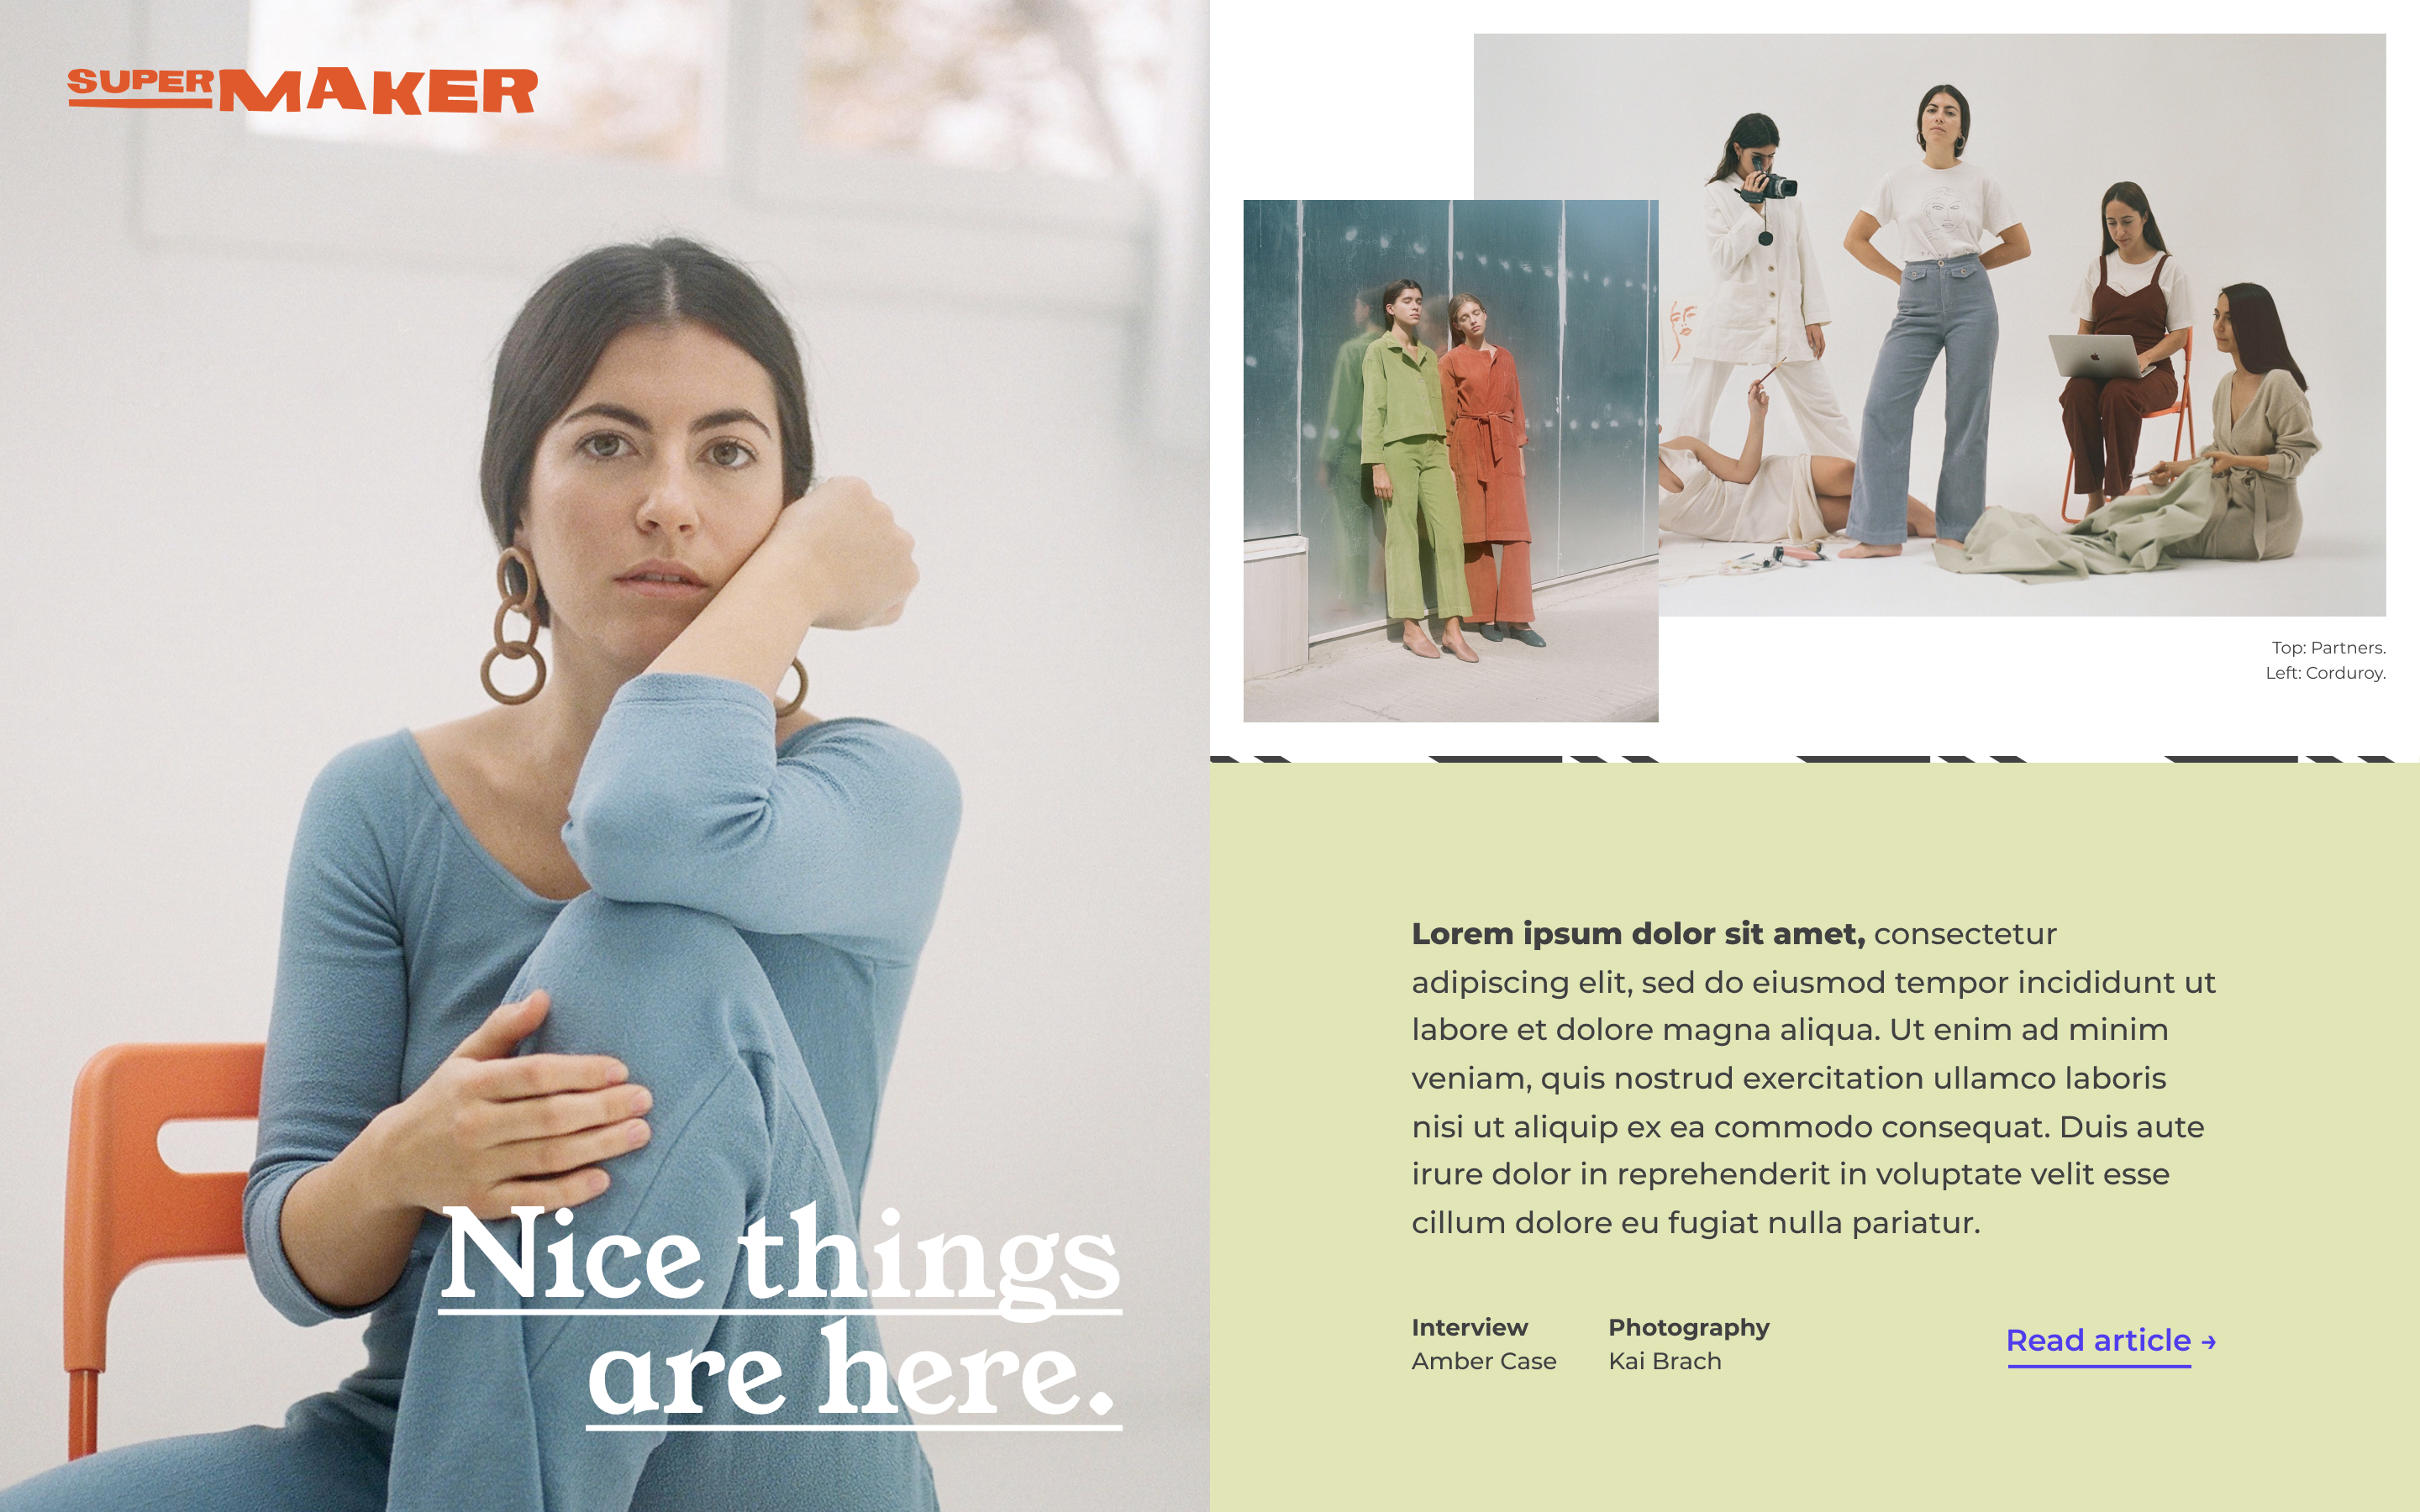 SUPERMAKER
Nice things
are here.
Top: Partners.
Left: Corduroy.
Lorem ipsum dolor sit amet, consectetur
adipiscing elit, sed do eiusmod tempor incididunt ut
labore et dolore magna aliqua. Ut enim ad minim
veniam, quis nostrud exercitation ullamco laboris
nisi ut aliquip ex ea commodo consequat. Duis aute
irure dolor in reprehenderit in voluptate velit esse
cillum dolore eu fugiat nulla pariatur.
Interview
Amber Case
Photography
Kai Brach
Read article →